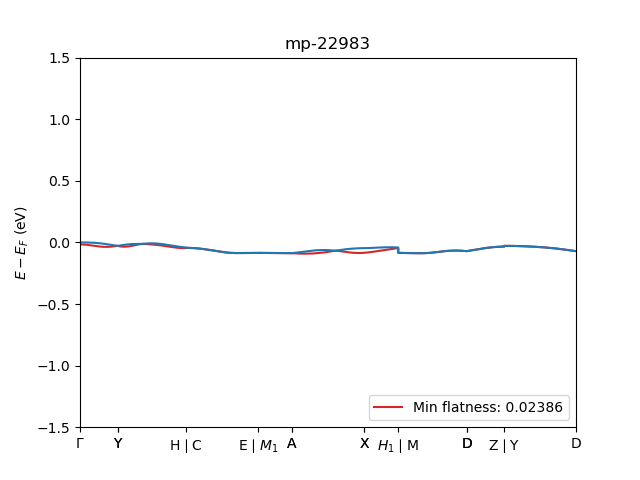 mp-22983
1.5
1.0
0.5
0.0
−0.5
−1.0
−1.5
E − E_F (eV)
Min flatness: 0.02386
Γ Y H | C E | M₁ A X H₁ | M D Z | Y D